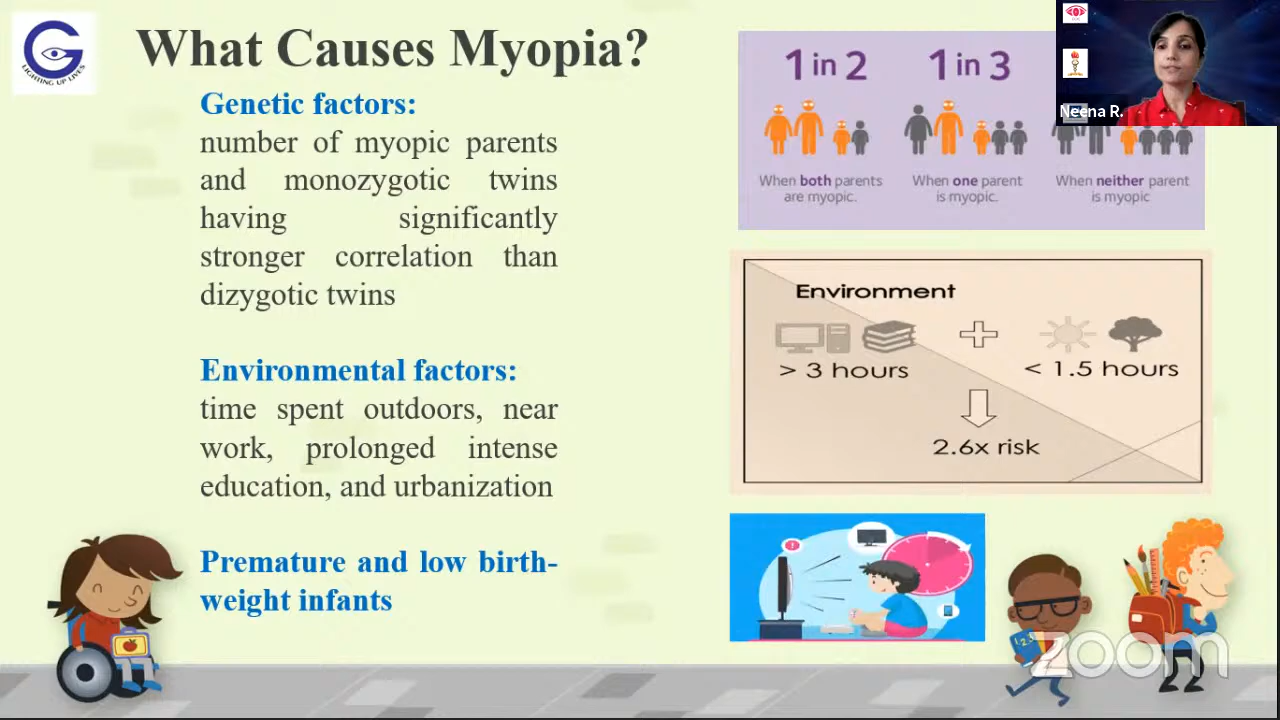 LIGHTING UP LIVES
What Causes Myopia?
Genetic factors:
number of myopic parents
and monozygotic twins
having significantly
stronger correlation than
dizygotic twins
Environmental factors:
time spent outdoors, near
work, prolonged intense
education, and urbanization
Premature and low birth-
weight infants
1 in 2
1 in 3
When both parents
are myopic.
When one parent
is myopic.
When neither parent
is myopic
Neena R.
Environment
> 3 hours
< 1.5 hours
2.6x risk
1 2 3
zoom